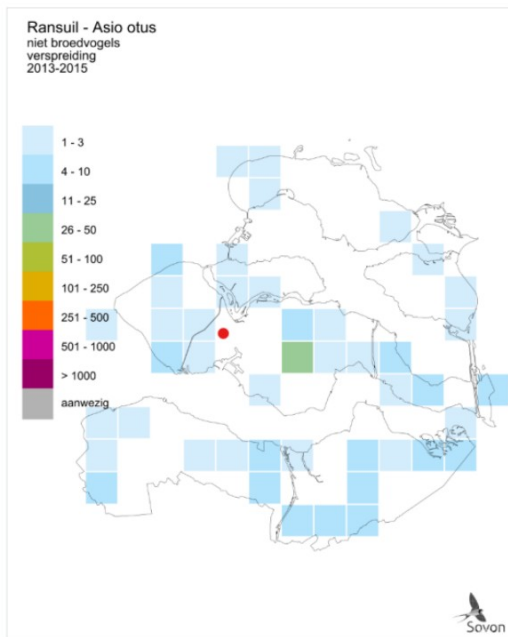 Ransuil - Asio otus
niet broedvogels
verspreiding
2013-2015
1 - 3
4 - 10
11 - 25
26 - 50
51 - 100
101 - 250
251 - 500
501 - 1000
> 1000
aanwezig
Sovon